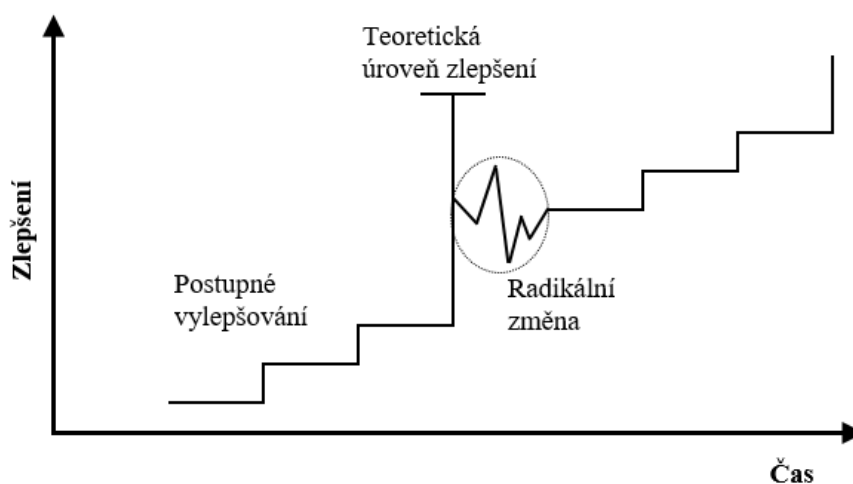 Teoretická
úroveň zlepšení
Zlepšení
Postupné
vylepšování
Radikální
změna
Čas